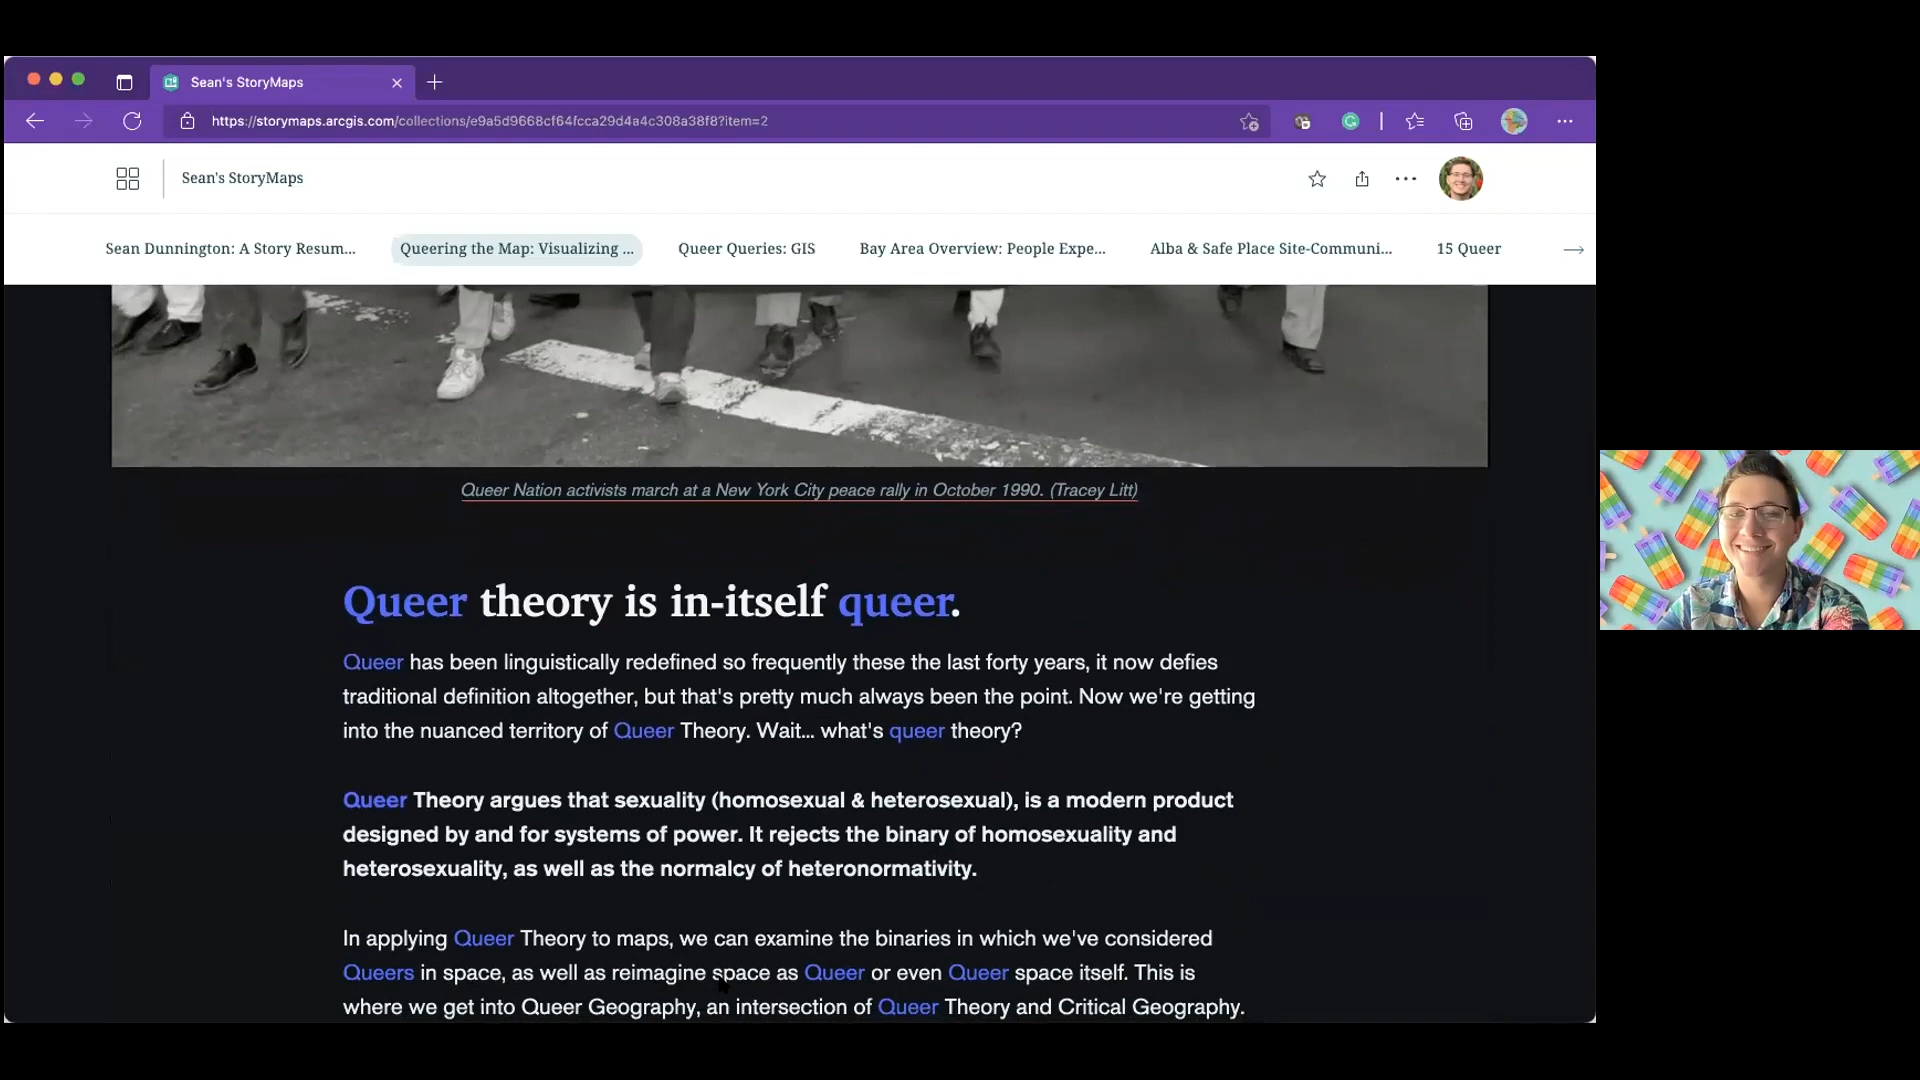 Sean's StoryMaps
https://storymaps.arcgis.com/collections/e9a5d9668cf64fcca29d4a4c308a38f8?item=2
Sean's StoryMaps
Sean Dunnington: A Story Resum... Queering the Map: Visualizing ... Queer Queries: GIS Bay Area Overview: People Expe... Alba & Safe Place Site-Communi... 15 Queer
Queer Nation activists march at a New York City peace rally in October 1990. (Tracey Litt)
Queer theory is in-itself queer.
Queer has been linguistically redefined so frequently these the last forty years, it now defies
traditional definition altogether, but that's pretty much always been the point. Now we're getting
into the nuanced territory of Queer Theory. Wait... what's queer theory?
Queer Theory argues that sexuality (homosexual & heterosexual), is a modern product
designed by and for systems of power. It rejects the binary of homosexuality and
heterosexuality, as well as the normalcy of heteronormativity.
In applying Queer Theory to maps, we can examine the binaries in which we've considered
Queers in space, as well as reimagine space as Queer or even Queer space itself. This is
where we get into Queer Geography, an intersection of Queer Theory and Critical Geography.